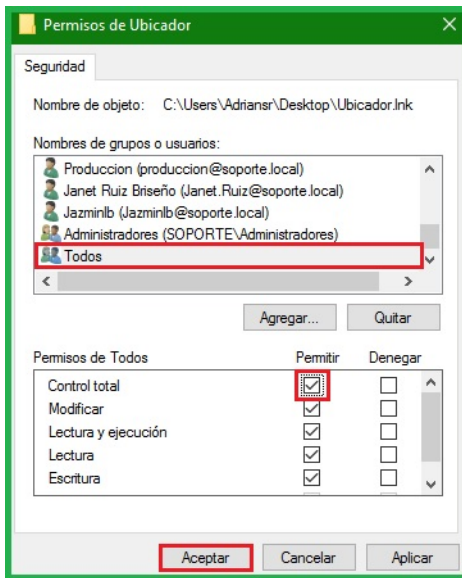 Permisos de Ubicador
Seguridad
Nombre de objeto: C:\Users\Adriansr\Desktop\Ubicador.lnk
Nombres de grupos o usuarios:
Produccion (produccion@soporte.local)
Janet Ruiz Briseño (Janet.Ruiz@soporte.local)
Jazminlb (Jazminlb@soporte.local)
Administradores (SOPORTE\Administradores)
Todos
Agregar... Quitar
Permisos de Todos Permitir Denegar
Control total
Modificar
Lectura y ejecución
Lectura
Escritura
Aceptar Cancelar Aplicar